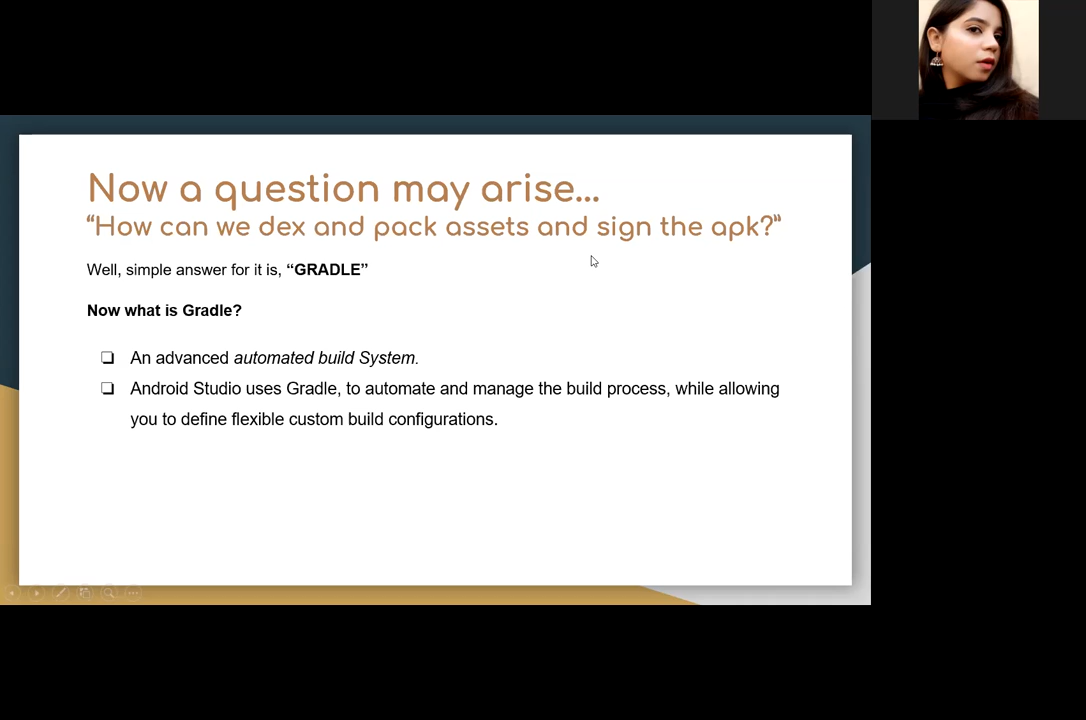 Now a question may arise...
“How can we dex and pack assets and sign the apk?”
Well, simple answer for it is, “GRADLE”
Now what is Gradle?
❏ An advanced automated build System.
❏ Android Studio uses Gradle, to automate and manage the build process, while allowing
you to define flexible custom build configurations.